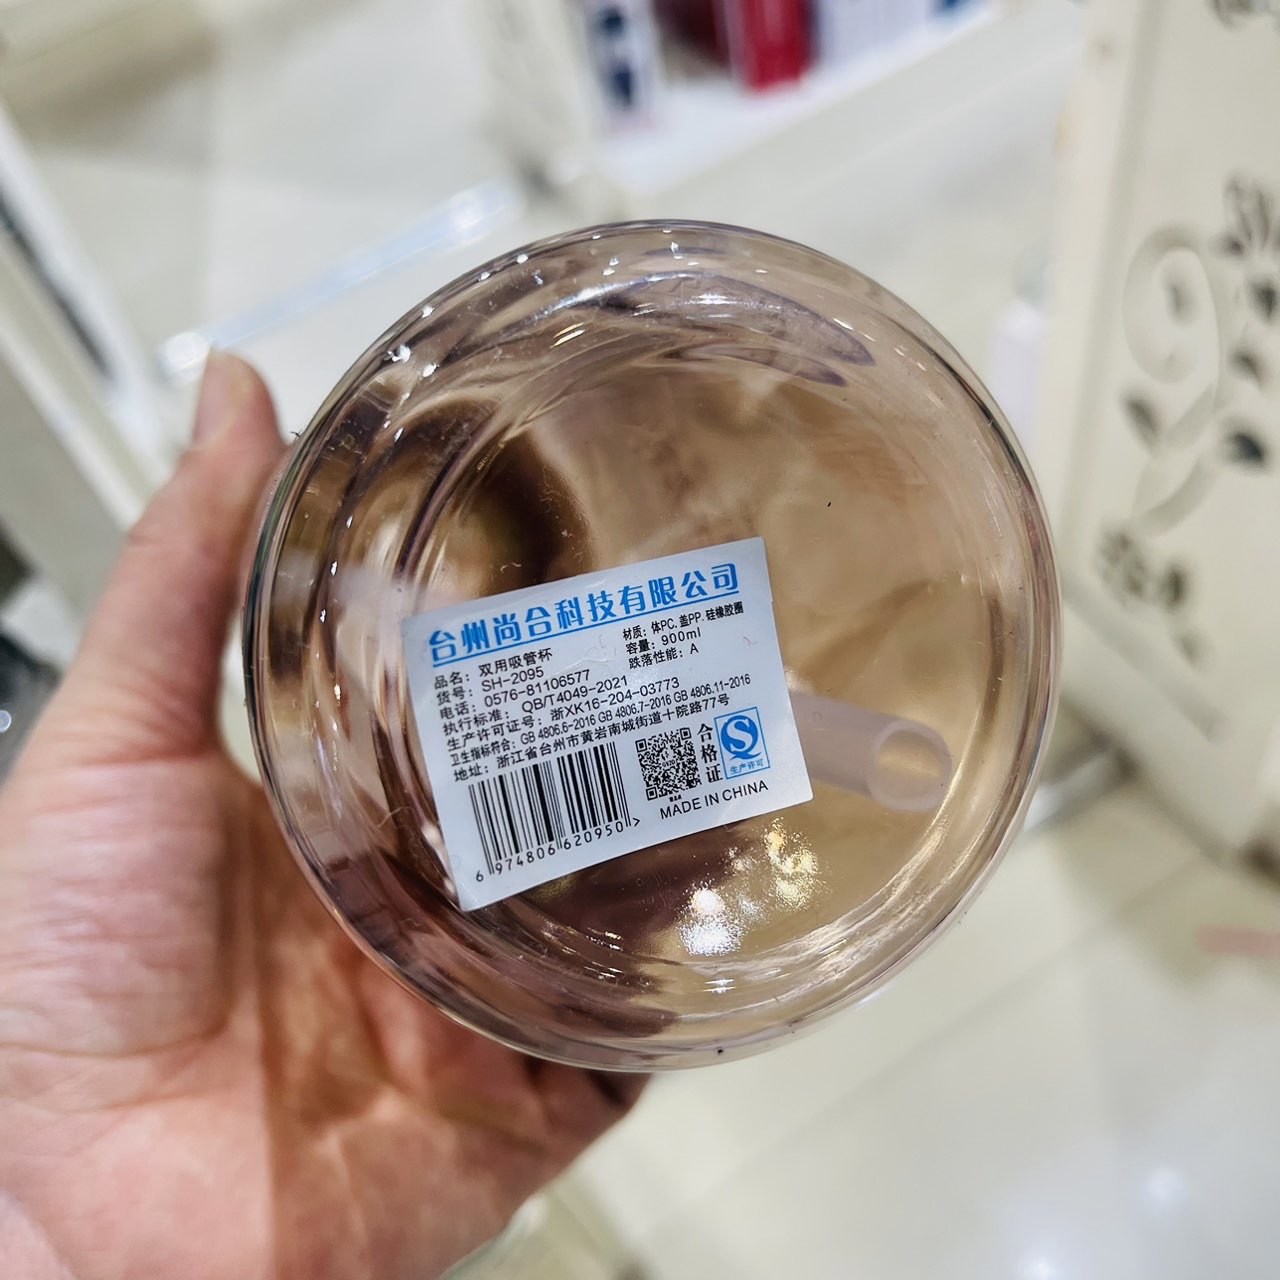 台州尚合科技有限公司
品名：双用吸管杯
材质：体PC.盖PP.硅橡胶圈
货号：SH-2095
容量：900ml
电话：0576-81106577
跌落性能：A
执行标准：QB/T4049-2021
生产许可证号：浙XK16-204-03773
卫生指标符合：GB 4806.6-2016 GB 4806.7-2016 GB 4806.11-2016
地址：浙江省台州市黄岩南城街道十院路77号
合格证
生产许可
6 974806 620950 >
MADE IN CHINA